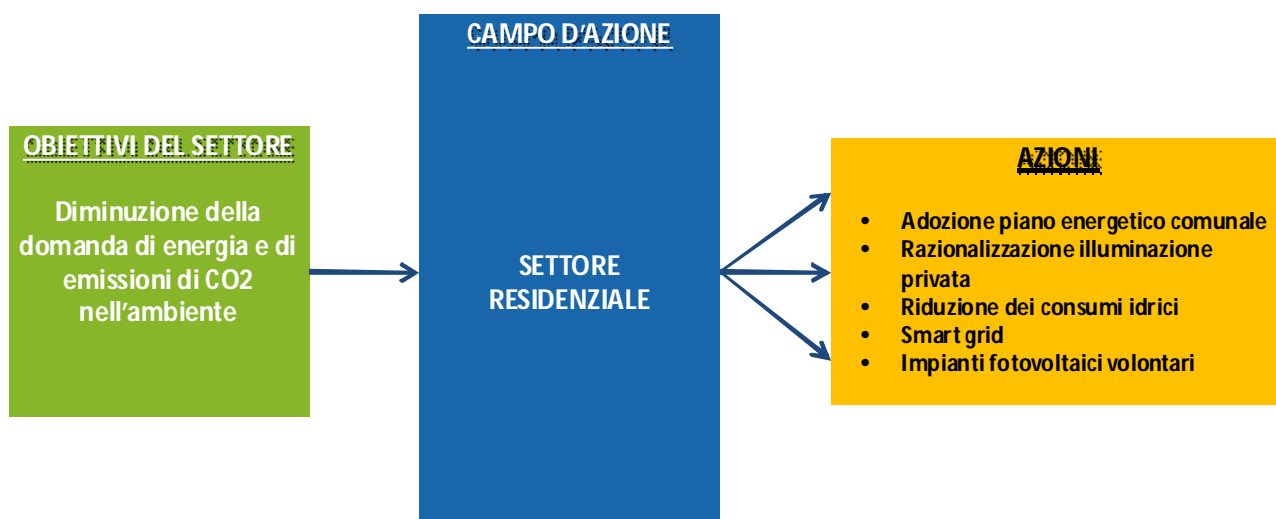 OBIETTIVI DEL SETTORE
Diminuzione della
domanda di energia e di
emissioni di CO2
nell'ambiente
CAMPO D'AZIONE
SETTORE
RESIDENZIALE
AZIONI
• Adozione piano energetico comunale
• Razionalizzazione illuminazione
privata
• Riduzione dei consumi idrici
• Smart grid
• Impianti fotovoltaici volontari